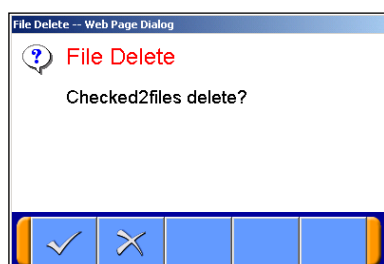 File Delete -- Web Page Dialog
? File Delete
Checked2files delete?